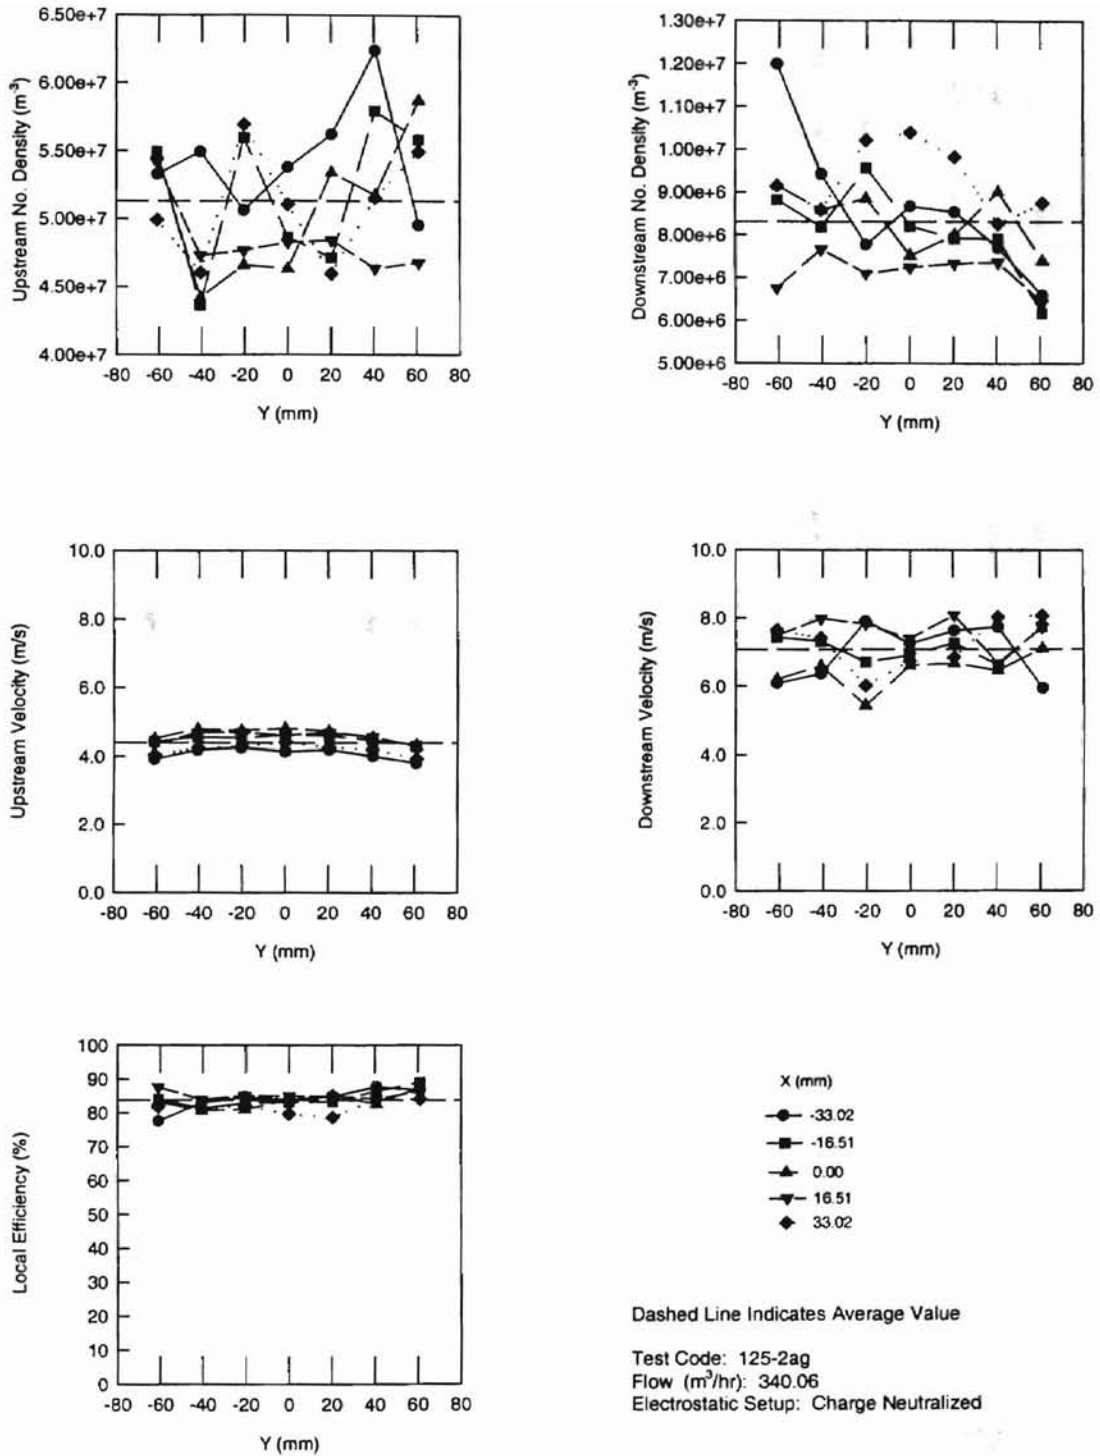 6.50e+7
6.00e+7
5.50e+7
5.00e+7
4.50e+7
4.00e+7
Upstream No. Density (m-3)
-80 -60 -40 -20 0 20 40 60 80
Y (mm)
1.30e+7
1.20e+7
1.10e+7
1.00e+7
9.00e+6
8.00e+6
7.00e+6
6.00e+6
5.00e+6
Downstream No. Density (m-3)
-80 -60 -40 -20 0 20 40 60 80
Y (mm)
10.0
8.0
6.0
4.0
2.0
0.0
Upstream Velocity (m/s)
-80 -60 -40 -20 0 20 40 60 80
Y (mm)
10.0
8.0
6.0
4.0
2.0
0.0
Downstream Velocity (m/s)
-80 -60 -40 -20 0 20 40 60 80
Y (mm)
100
90
80
70
60
50
40
30
20
10
0
Local Efficiency (%)
-80 -60 -40 -20 0 20 40 60 80
Y (mm)
X (mm)
-33.02
-16.51
0.00
16.51
33.02
Dashed Line Indicates Average Value
Test Code: 125-2ag
Flow (m3/hr): 340.06
Electrostatic Setup: Charge Neutralized